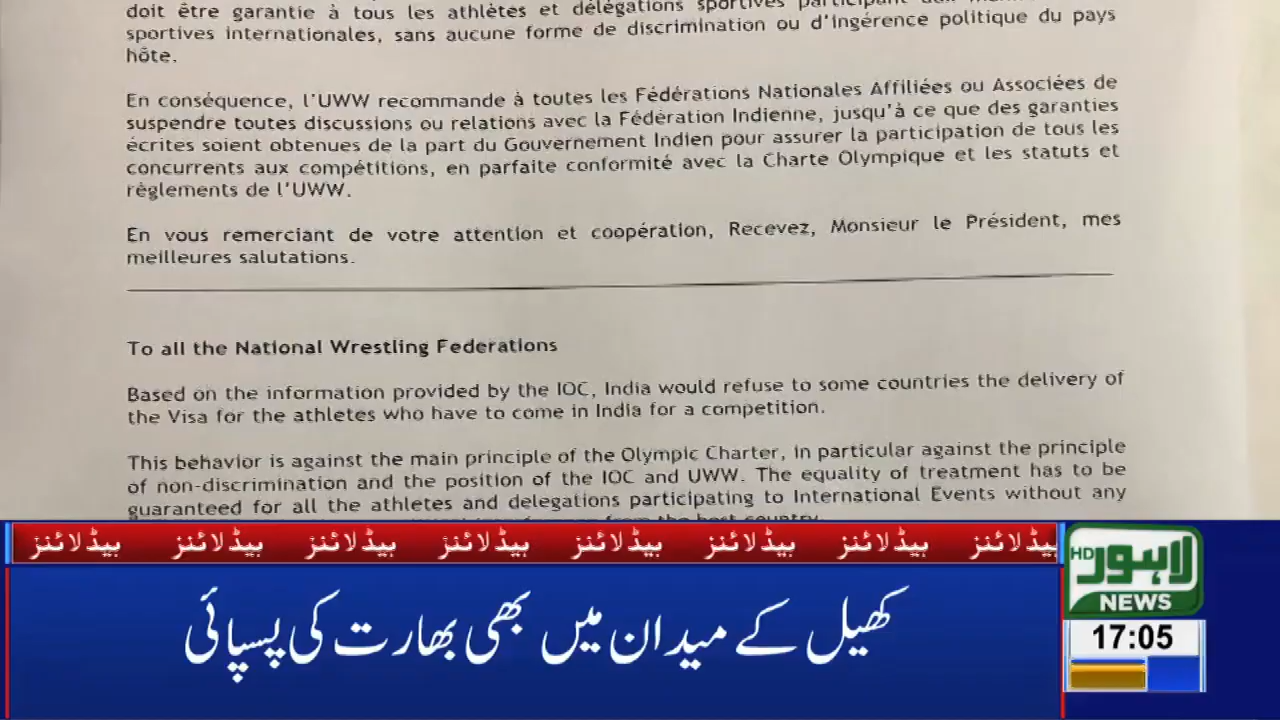 doit être garantie à tous les athlètes et délégations sportives participant
sportives internationales, sans aucune forme de discrimination ou d'ingérence politique du pays
hôte.
En conséquence, l'UWW recommande à toutes les Fédérations Nationales Affiliées ou Associées de
suspendre toutes discussions ou relations avec la Fédération Indienne, jusqu'à ce que des garanties
écrites soient obtenues de la part du Gouvernement Indien pour assurer la participation de tous les
concurrents aux compétitions, en parfaite conformité avec la Charte Olympique et les statuts et
règlements de l'UWW.
En vous remerciant de votre attention et coopération, Recevez, Monsieur le Président, mes
meilleures salutations.
To all the National Wrestling Federations
Based on the information provided by the IOC, India would refuse to some countries the delivery of
the Visa for the athletes who have to come in India for a competition.
This behavior is against the main principle of the Olympic Charter, in particular against the principle
of non-discrimination and the position of the IOC and UWW. The equality of treatment has to be
guaranteed for all the athletes and delegations participating to International Events without any
from the host country.
ہیڈلائنز ہیڈلائنز ہیڈلائنز ہیڈلائنز ہیڈلائنز ہیڈلائنز ہیڈلائنز ہیڈلائنز
کھیل کے میدان میں بھی بھارت کی پسپائی
لاہور HD
NEWS
17:05